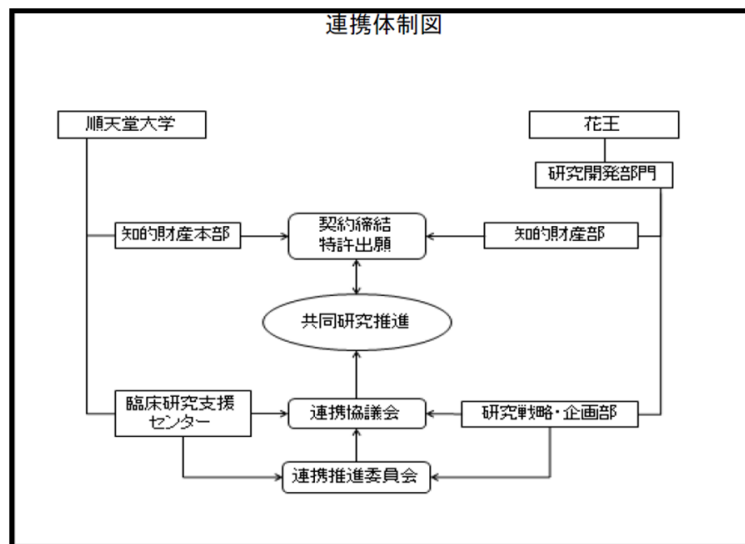 連携体制図
順天堂大学
花王
研究開発部門
知的財産本部
契約締結
特許出願
知的財産部
共同研究推進
臨床研究支援
センター
連携協議会
研究戦略・企画部
連携推進委員会